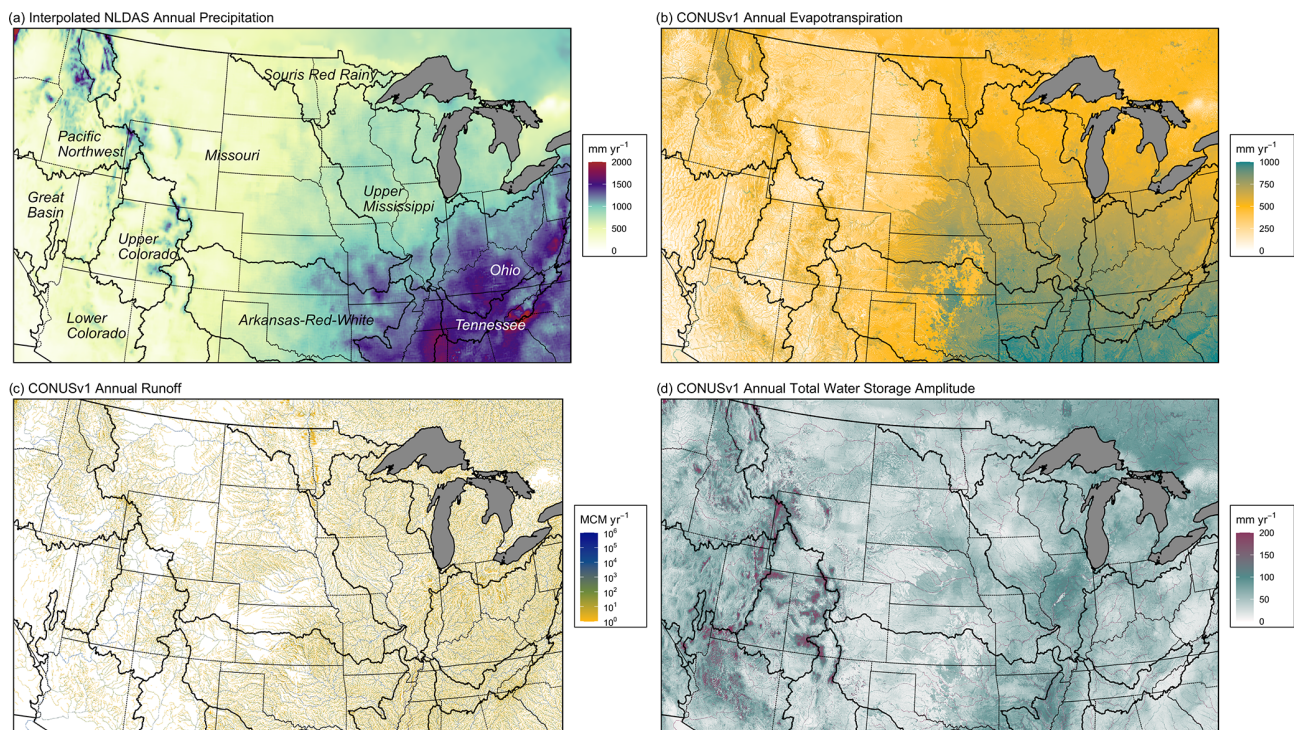 (a) Interpolated NLDAS Annual Precipitation
Souris Red Rainy
Pacific
Northwest
Missouri
Great
Basin
Upper
Mississippi
Upper
Colorado
Ohio
Lower
Colorado
Arkansas-Red-White
Tennessee
mm yr⁻¹
2000
1500
1000
500
0
(b) CONUSv1 Annual Evapotranspiration
mm yr⁻¹
1000
750
500
250
0
(c) CONUSv1 Annual Runoff
MCM yr⁻¹
10⁶
10⁵
10⁴
10³
10²
10¹
10⁰
(d) CONUSv1 Annual Total Water Storage Amplitude
mm yr⁻¹
200
150
100
50
0